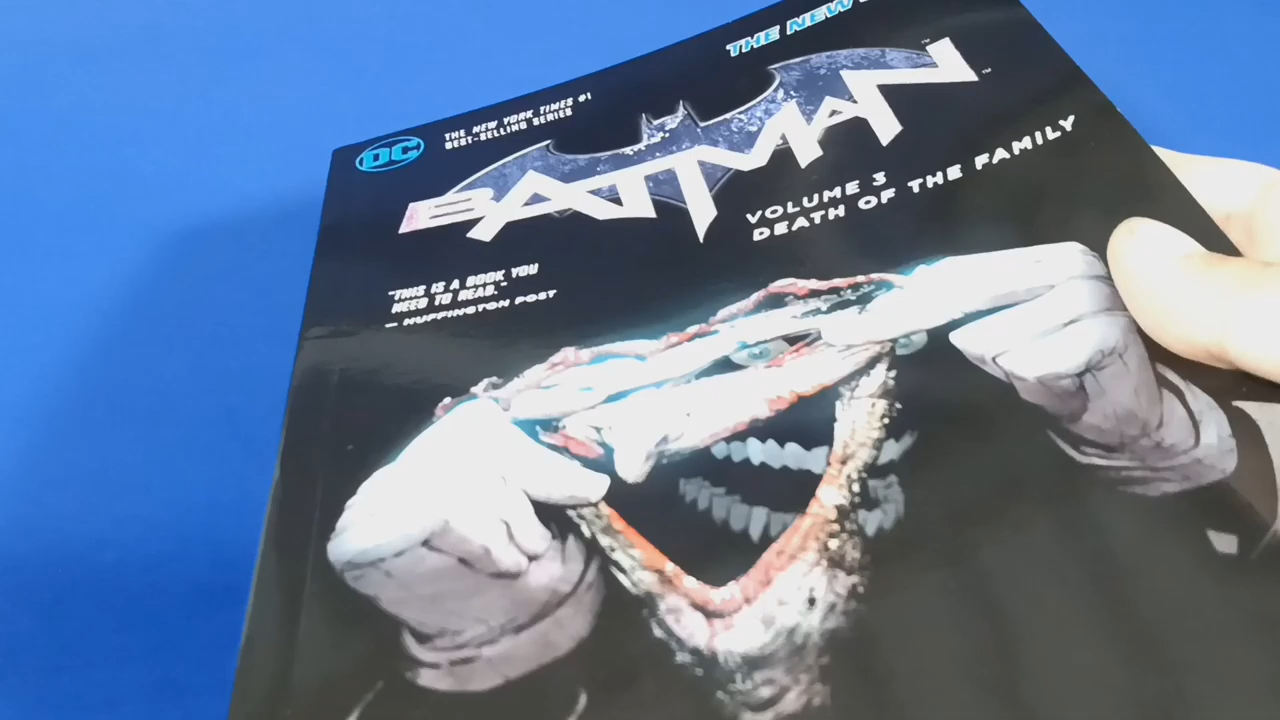 THE NEW
DC
THE NEW YORK TIMES #1
BEST-SELLING SERIES
BATMAN
VOLUME 3
DEATH OF THE FAMILY
"THIS IS A BOOK YOU
NEED TO READ."
— HUFFINGTON POST